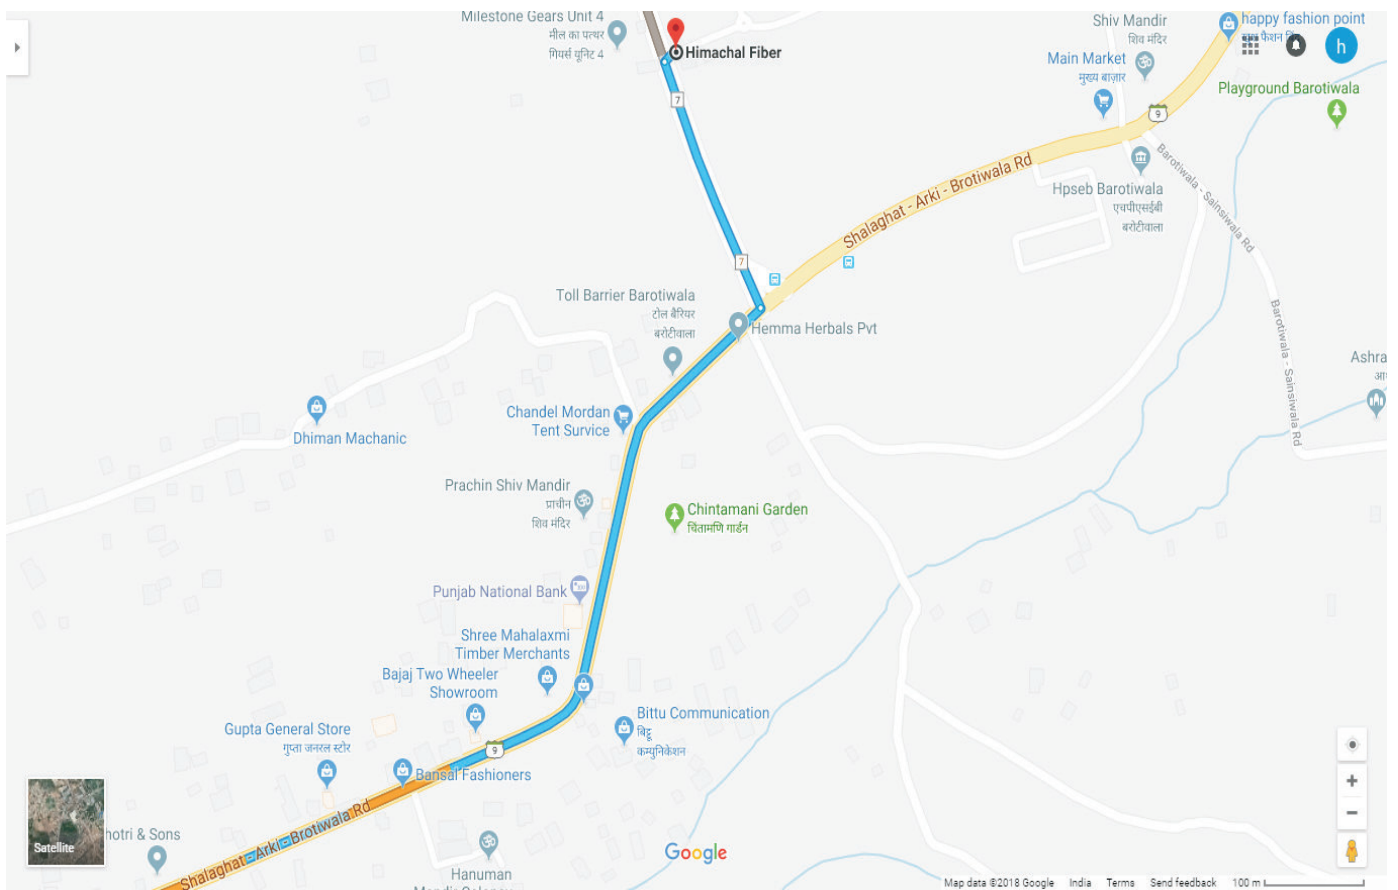 Milestone Gears Unit 4
मील का पत्थर
गियर्स यूनिट 4
Himachal Fiber
Shiv Mandir
शिव मंदिर
happy fashion point
h
Main Market
मुख्य बाज़ार
Playground Barotiwala
7
9
Shalaghat - Arki - Brotiwala Rd
Barotiwala - Sainsiwala Rd
Hpseb Barotiwala
एचपीएसईबी
बरोटीवाला
7
Toll Barrier Barotiwala
टोल बैरियर
बरोटीवाला
Hemma Herbals Pvt
Barotiwala - Sainsiwala Rd
Ashra
Chandel Mordan
Tent Survice
Dhiman Machanic
Prachin Shiv Mandir
प्राचीन
शिव मंदिर
Chintamani Garden
चिंतामणि गार्डन
Punjab National Bank
Shree Mahalaxmi
Timber Merchants
Bajaj Two Wheeler
Showroom
Bittu Communication
बिट्टू
कम्युनिकेशन
Gupta General Store
गुप्ता जनरल स्टोर
9
Bansal Fashioners
Shalaghat - Arki - Brotiwala Rd
hotri & Sons
Satellite
Hanuman
Google
Map data ©2018 Google India Terms Send feedback 100 m